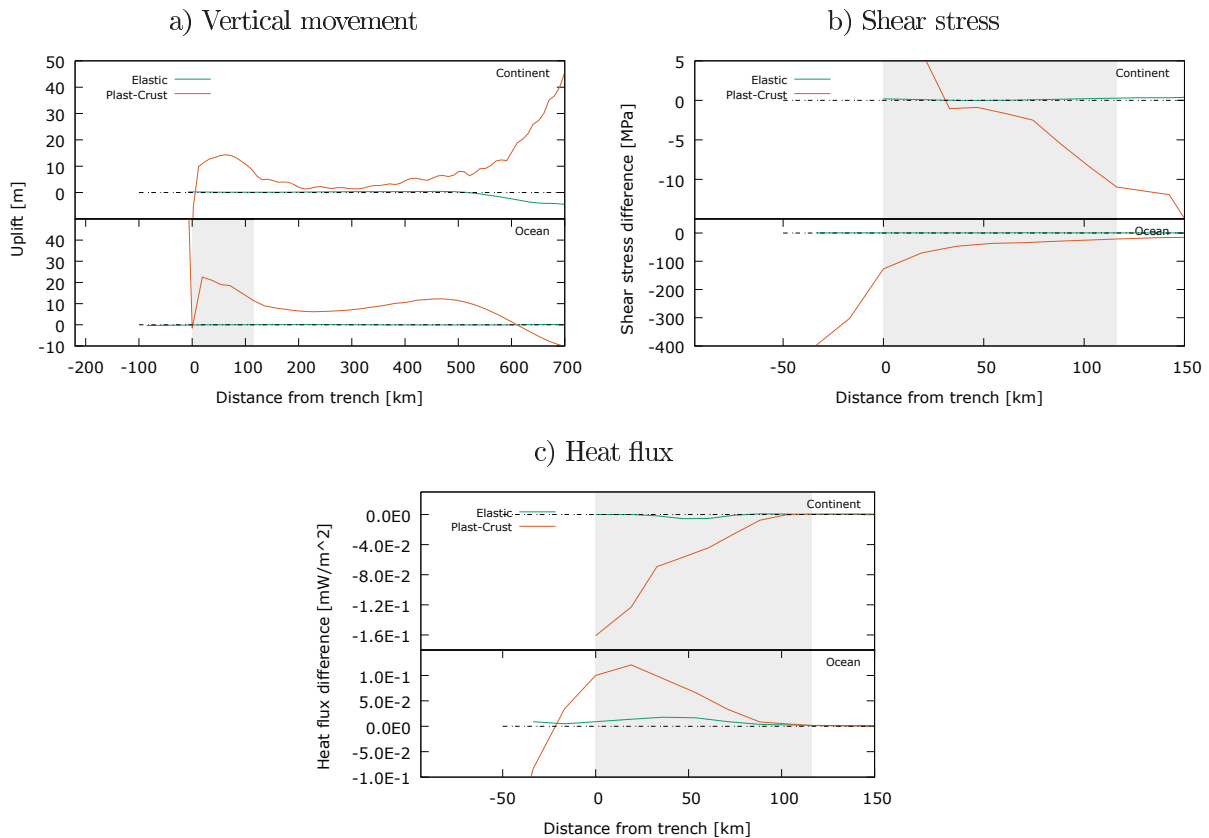 a) Vertical movement
50
40
30
20
10
0
40
30
20
10
0
-10
Uplift [m]
Elastic
Plast-Crust
Continent
Ocean
-200 -100 0 100 200 300 400 500 600 700
Distance from trench [km]
b) Shear stress
5
0
-5
-10
0
-100
-200
-300
-400
Shear stress difference [MPa]
Elastic
Plast-Crust
Continent
Ocean
-50 0 50 100 150
Distance from trench [km]
c) Heat flux
0.0E0
-4.0E-2
-8.0E-2
-1.2E-1
-1.6E-1
1.0E-1
5.0E-2
0.0E0
-5.0E-2
-1.0E-1
Heat flux difference [mW/m^2]
Elastic
Plast-Crust
Continent
Ocean
-50 0 50 100 150
Distance from trench [km]